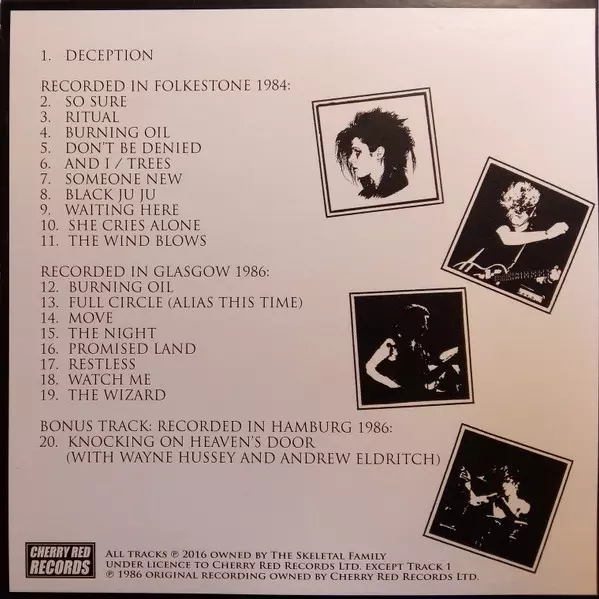 1. DECEPTION
RECORDED IN FOLKESTONE 1984:
2. SO SURE
3. RITUAL
4. BURNING OIL
5. DON'T BE DENIED
6. AND I / TREES
7. SOMEONE NEW
8. BLACK JU JU
9. WAITING HERE
10. SHE CRIES ALONE
11. THE WIND BLOWS
RECORDED IN GLASGOW 1986:
12. BURNING OIL
13. FULL CIRCLE (ALIAS THIS TIME)
14. MOVE
15. THE NIGHT
16. PROMISED LAND
17. RESTLESS
18. WATCH ME
19. THE WIZARD
BONUS TRACK: RECORDED IN HAMBURG 1986:
20. KNOCKING ON HEAVEN'S DOOR
(WITH WAYNE HUSSEY AND ANDREW ELDRITCH)
CHERRY RED
RECORDS
ALL TRACKS ℗ 2016 OWNED BY THE SKELETAL FAMILY
UNDER LICENCE TO CHERRY RED RECORDS LTD. EXCEPT TRACK 1
℗ 1986 ORIGINAL RECORDING OWNED BY CHERRY RED RECORDS LTD.